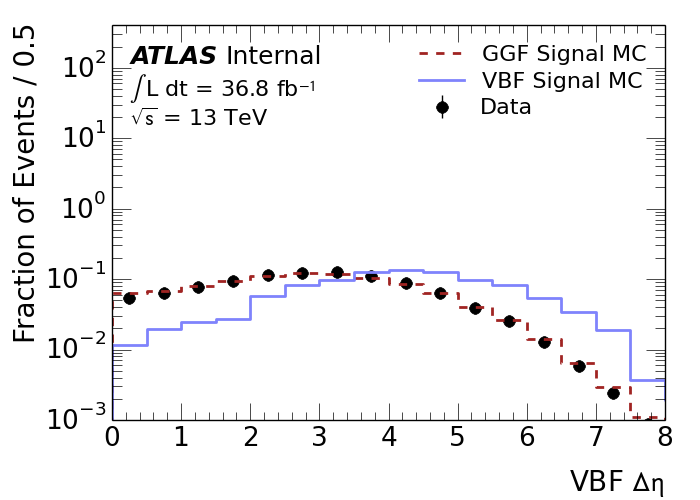 ATLAS Internal
∫L dt = 36.8 fb⁻¹
√s = 13 TeV
GGF Signal MC
VBF Signal MC
Data
Fraction of Events / 0.5
10²
10¹
10⁰
10⁻¹
10⁻²
10⁻³
0 1 2 3 4 5 6 7 8
VBF Δη